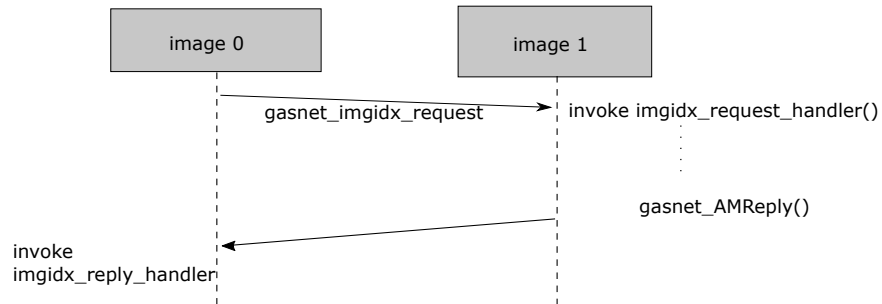 image 0
image 1
gasnet_imgidx_request
invoke imgidx_request_handler()
gasnet_AMReply()
invoke
imgidx_reply_handler